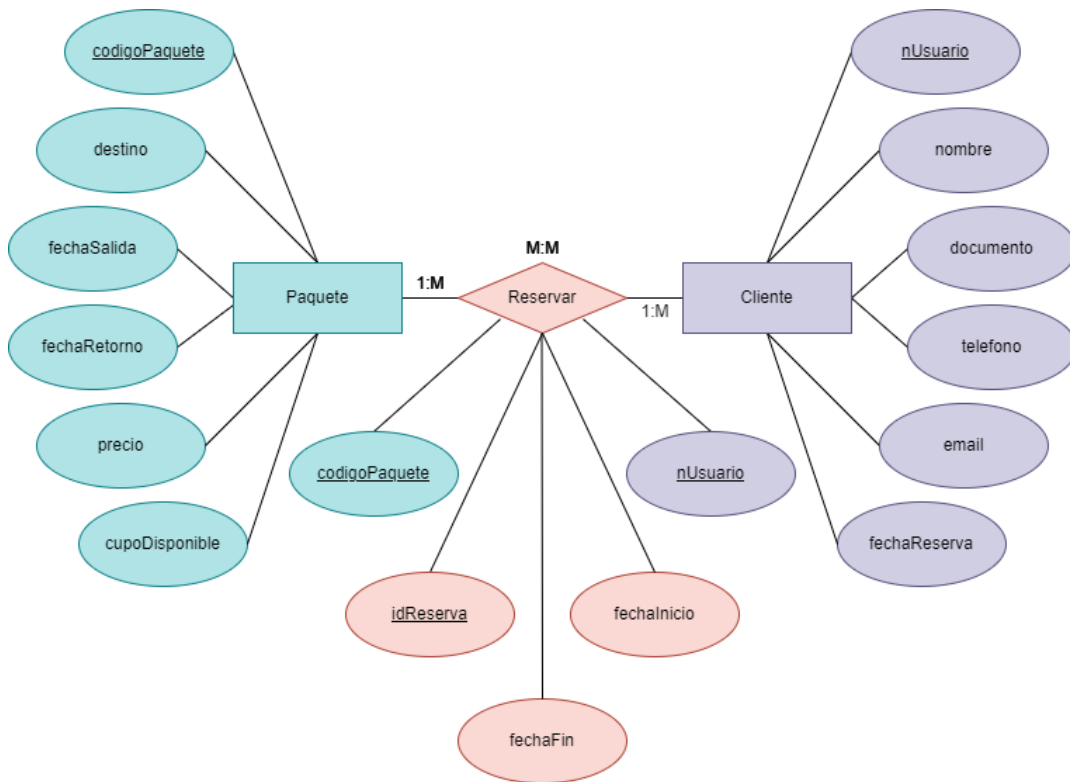 codigoPaquete
nUsuario
destino
nombre
fechaSalida
documento
M:M
1:M
Paquete
Reservar
Cliente
1:M
fechaRetorno
telefono
precio
codigoPaquete
nUsuario
email
cupoDisponible
fechaReserva
idReserva
fechaInicio
fechaFin